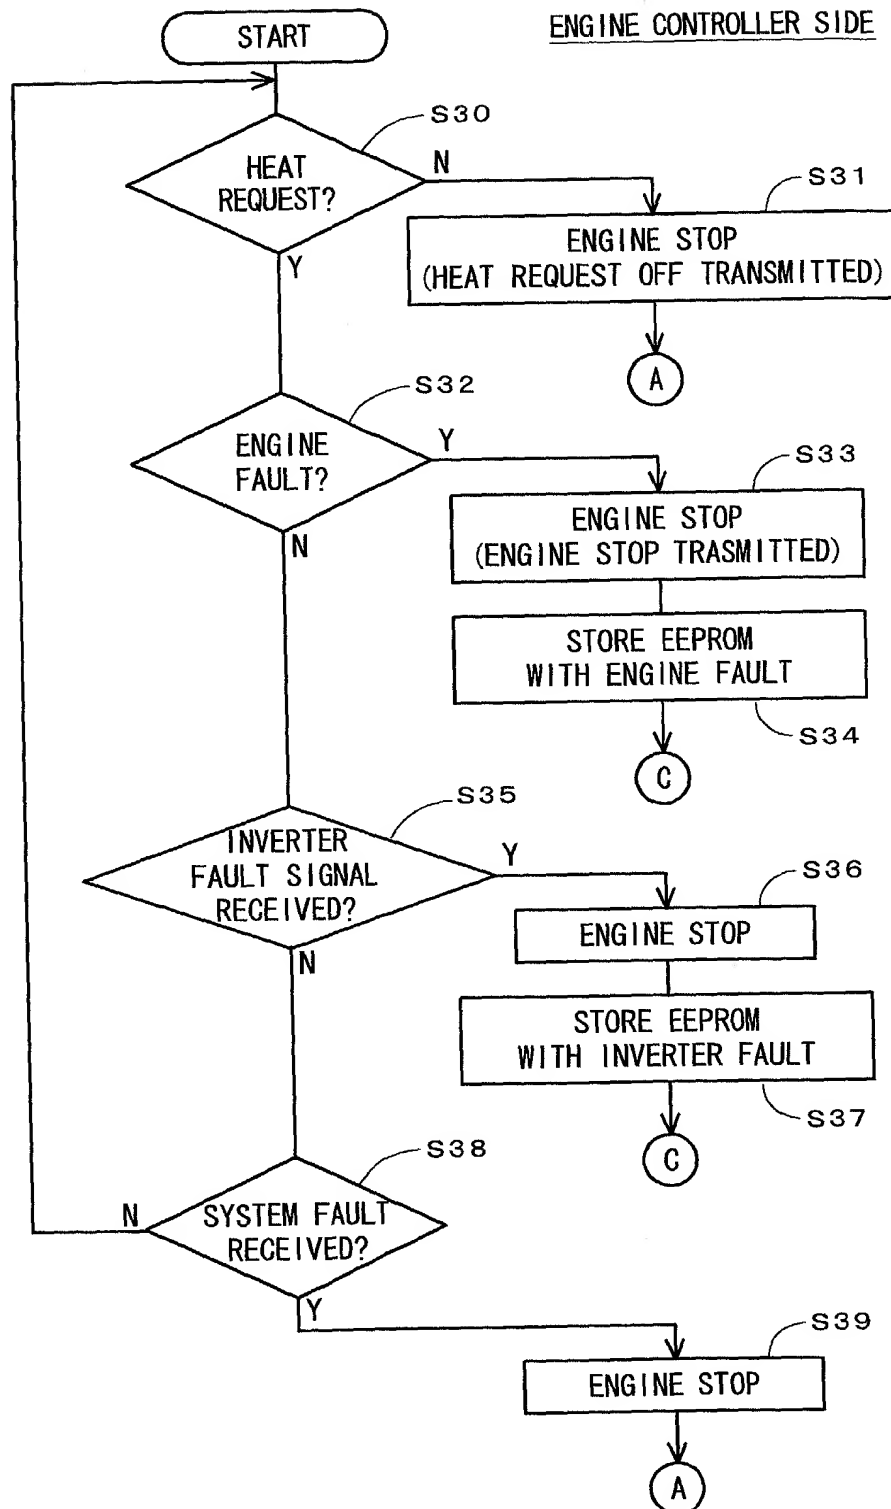 ENGINE CONTROLLER SIDE
START
S30
HEAT
REQUEST?
N
Y
S31
ENGINE STOP
(HEAT REQUEST OFF TRANSMITTED)
A
S32
ENGINE
FAULT?
Y
N
S33
ENGINE STOP
(ENGINE STOP TRASMITTED)
STORE EEPROM
WITH ENGINE FAULT
S34
C
S35
INVERTER
FAULT SIGNAL
RECEIVED?
Y
N
S36
ENGINE STOP
STORE EEPROM
WITH INVERTER FAULT
S37
C
S38
N
SYSTEM FAULT
RECEIVED?
Y
S39
ENGINE STOP
A